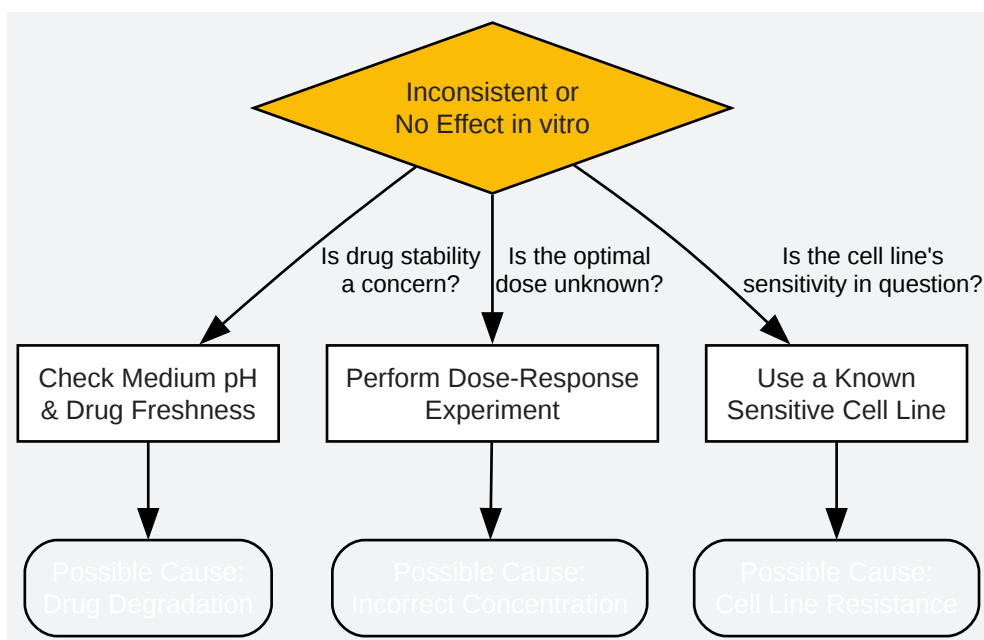 Inconsistent or
No Effect in vitro
Is drug stability
a concern?
Is the optimal
dose unknown?
Is the cell line's
sensitivity in question?
Check Medium pH
& Drug Freshness
Perform Dose-Response
Experiment
Use a Known
Sensitive Cell Line
Possible Cause:
Drug Degradation
Possible Cause:
Incorrect Concentration
Possible Cause:
Cell Line Resistance